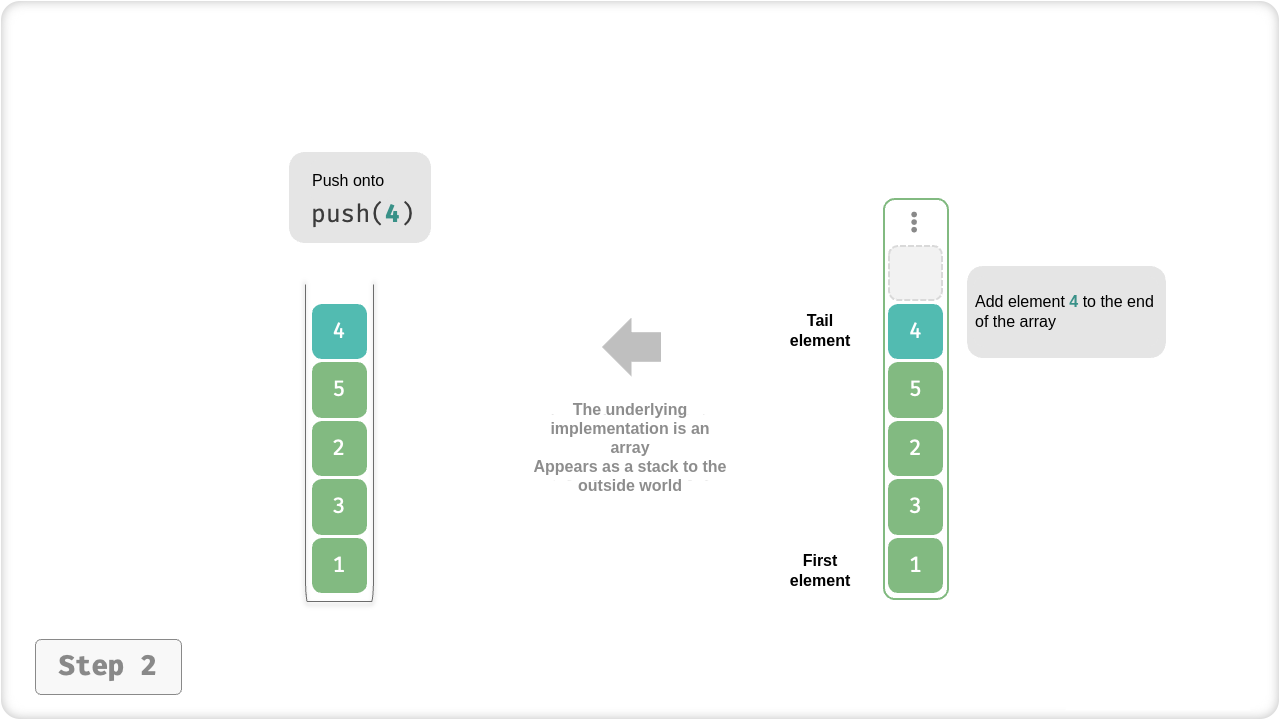 Push onto
push(4)
4
5
2
3
1
The underlying
implementation is an
array
Appears as a stack to the
outside world
Tail
element
First
element
4
5
2
3
1
Add element 4 to the end
of the array
Step 2